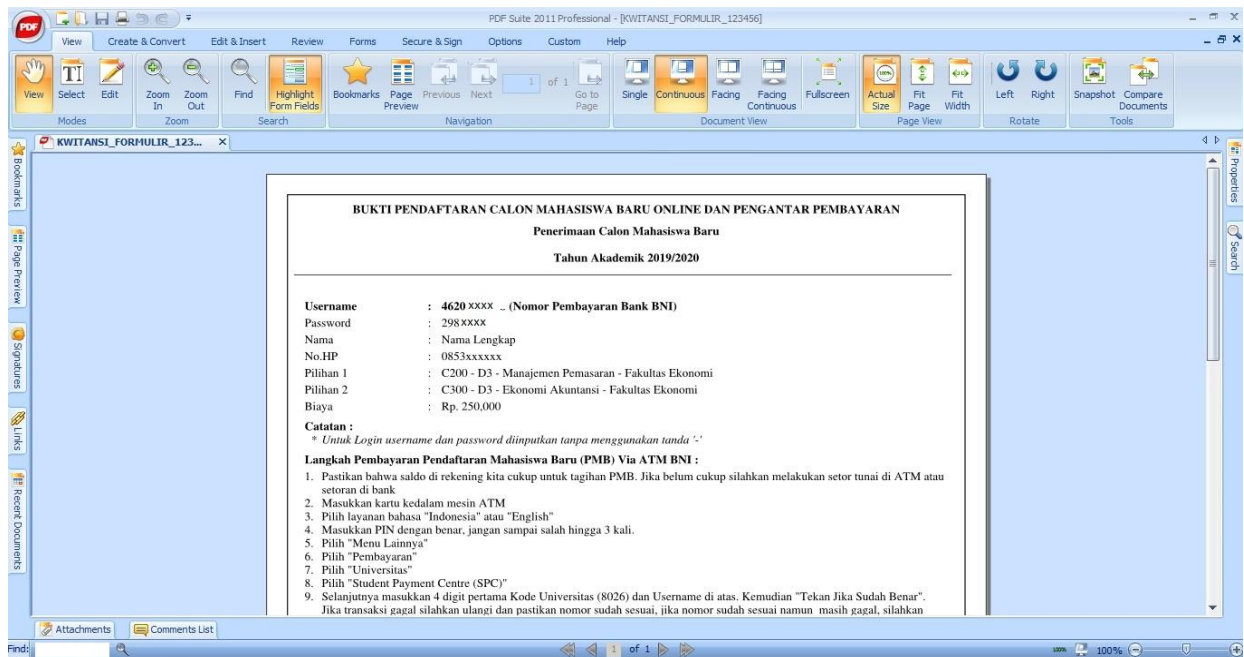 PDF
PDF Suite 2011 Professional - [KWITANSI_FORMULIR_123456]
View Create & Convert Edit & Insert Review Forms Secure & Sign Options Custom Help
View Select Edit Zoom In Zoom Out Find Highlight Form Fields Bookmarks Page Preview Previous Next 1 of 1 Go to Page Single Continuous Facing Facing Continuous Fullscreen Actual Size Fit Page Fit Width Left Right Snapshot Compare Documents
Modes Zoom Search Navigation Document View Page View Rotate Tools
KWITANSI_FORMULIR_123... X
Bookmarks
Page Preview
Signatures
Links
Recent Documents
Properties
Search
BUKTI PENDAFTARAN CALON MAHASISWA BARU ONLINE DAN PENGANTAR PEMBAYARAN
Penerimaan Calon Mahasiswa Baru
Tahun Akademik 2019/2020
Username : 4620 XXXX .. (Nomor Pembayaran Bank BNI)
Password : 298XXXX
Nama : Nama Lengkap
No.HP : 0853xxxxxx
Pilihan 1 : C200 - D3 - Manajemen Pemasaran - Fakultas Ekonomi
Pilihan 2 : C300 - D3 - Ekonomi Akuntansi - Fakultas Ekonomi
Biaya : Rp. 250,000
Catatan :
* Untuk Login username dan password diinputkan tanpa menggunakan tanda '-'
Langkah Pembayaran Pendaftaran Mahasiswa Baru (PMB) Via ATM BNI :
1. Pastikan bahwa saldo di rekening kita cukup untuk tagihan PMB. Jika belum cukup silahkan melakukan setor tunai di ATM atau
setoran di bank
2. Masukkan kartu kedalam mesin ATM
3. Pilih layanan bahasa "Indonesia" atau "English"
4. Masukkan PIN dengan benar, jangan sampai salah hingga 3 kali.
5. Pilih "Menu Lainnya"
6. Pilih "Pembayaran"
7. Pilih "Universitas"
8. Pilih "Student Payment Centre (SPC)"
9. Selanjutnya masukkan 4 digit pertama Kode Universitas (8026) dan Username di atas. Kemudian "Tekan Jika Sudah Benar".
Jika transaksi gagal silahkan ulangi dan pastikan nomor sudah sesuai, jika nomor sudah sesuai namun masih gagal, silahkan
Attachments Comments List
Find: 1 of 1 100% 100%